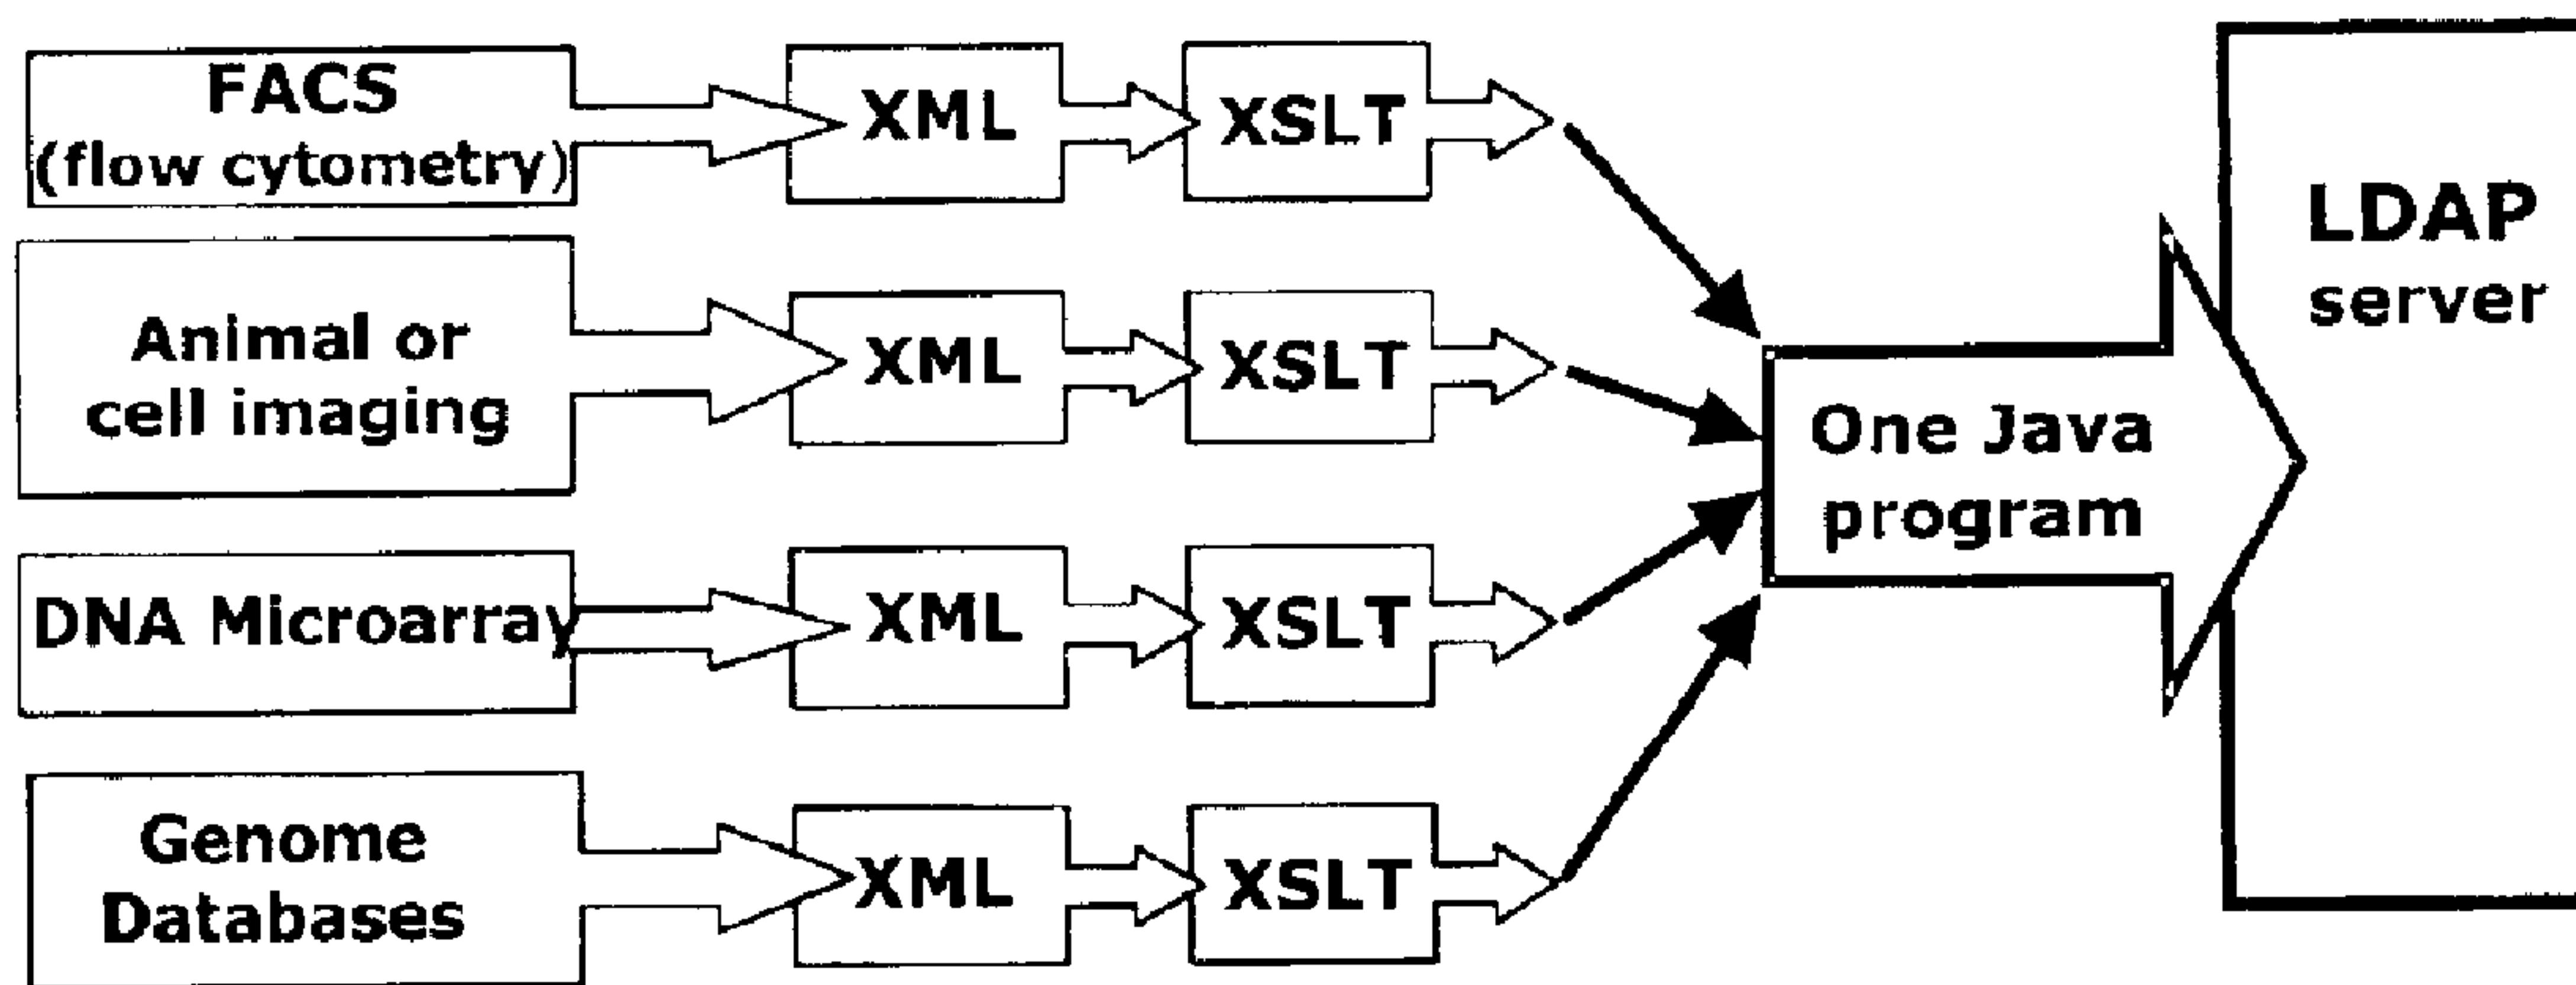 FACS
(flow cytometry)
XML
XSLT
Animal or
cell imaging
XML
XSLT
DNA Microarray
XML
XSLT
Genome
Databases
XML
XSLT
One Java
program
LDAP
server